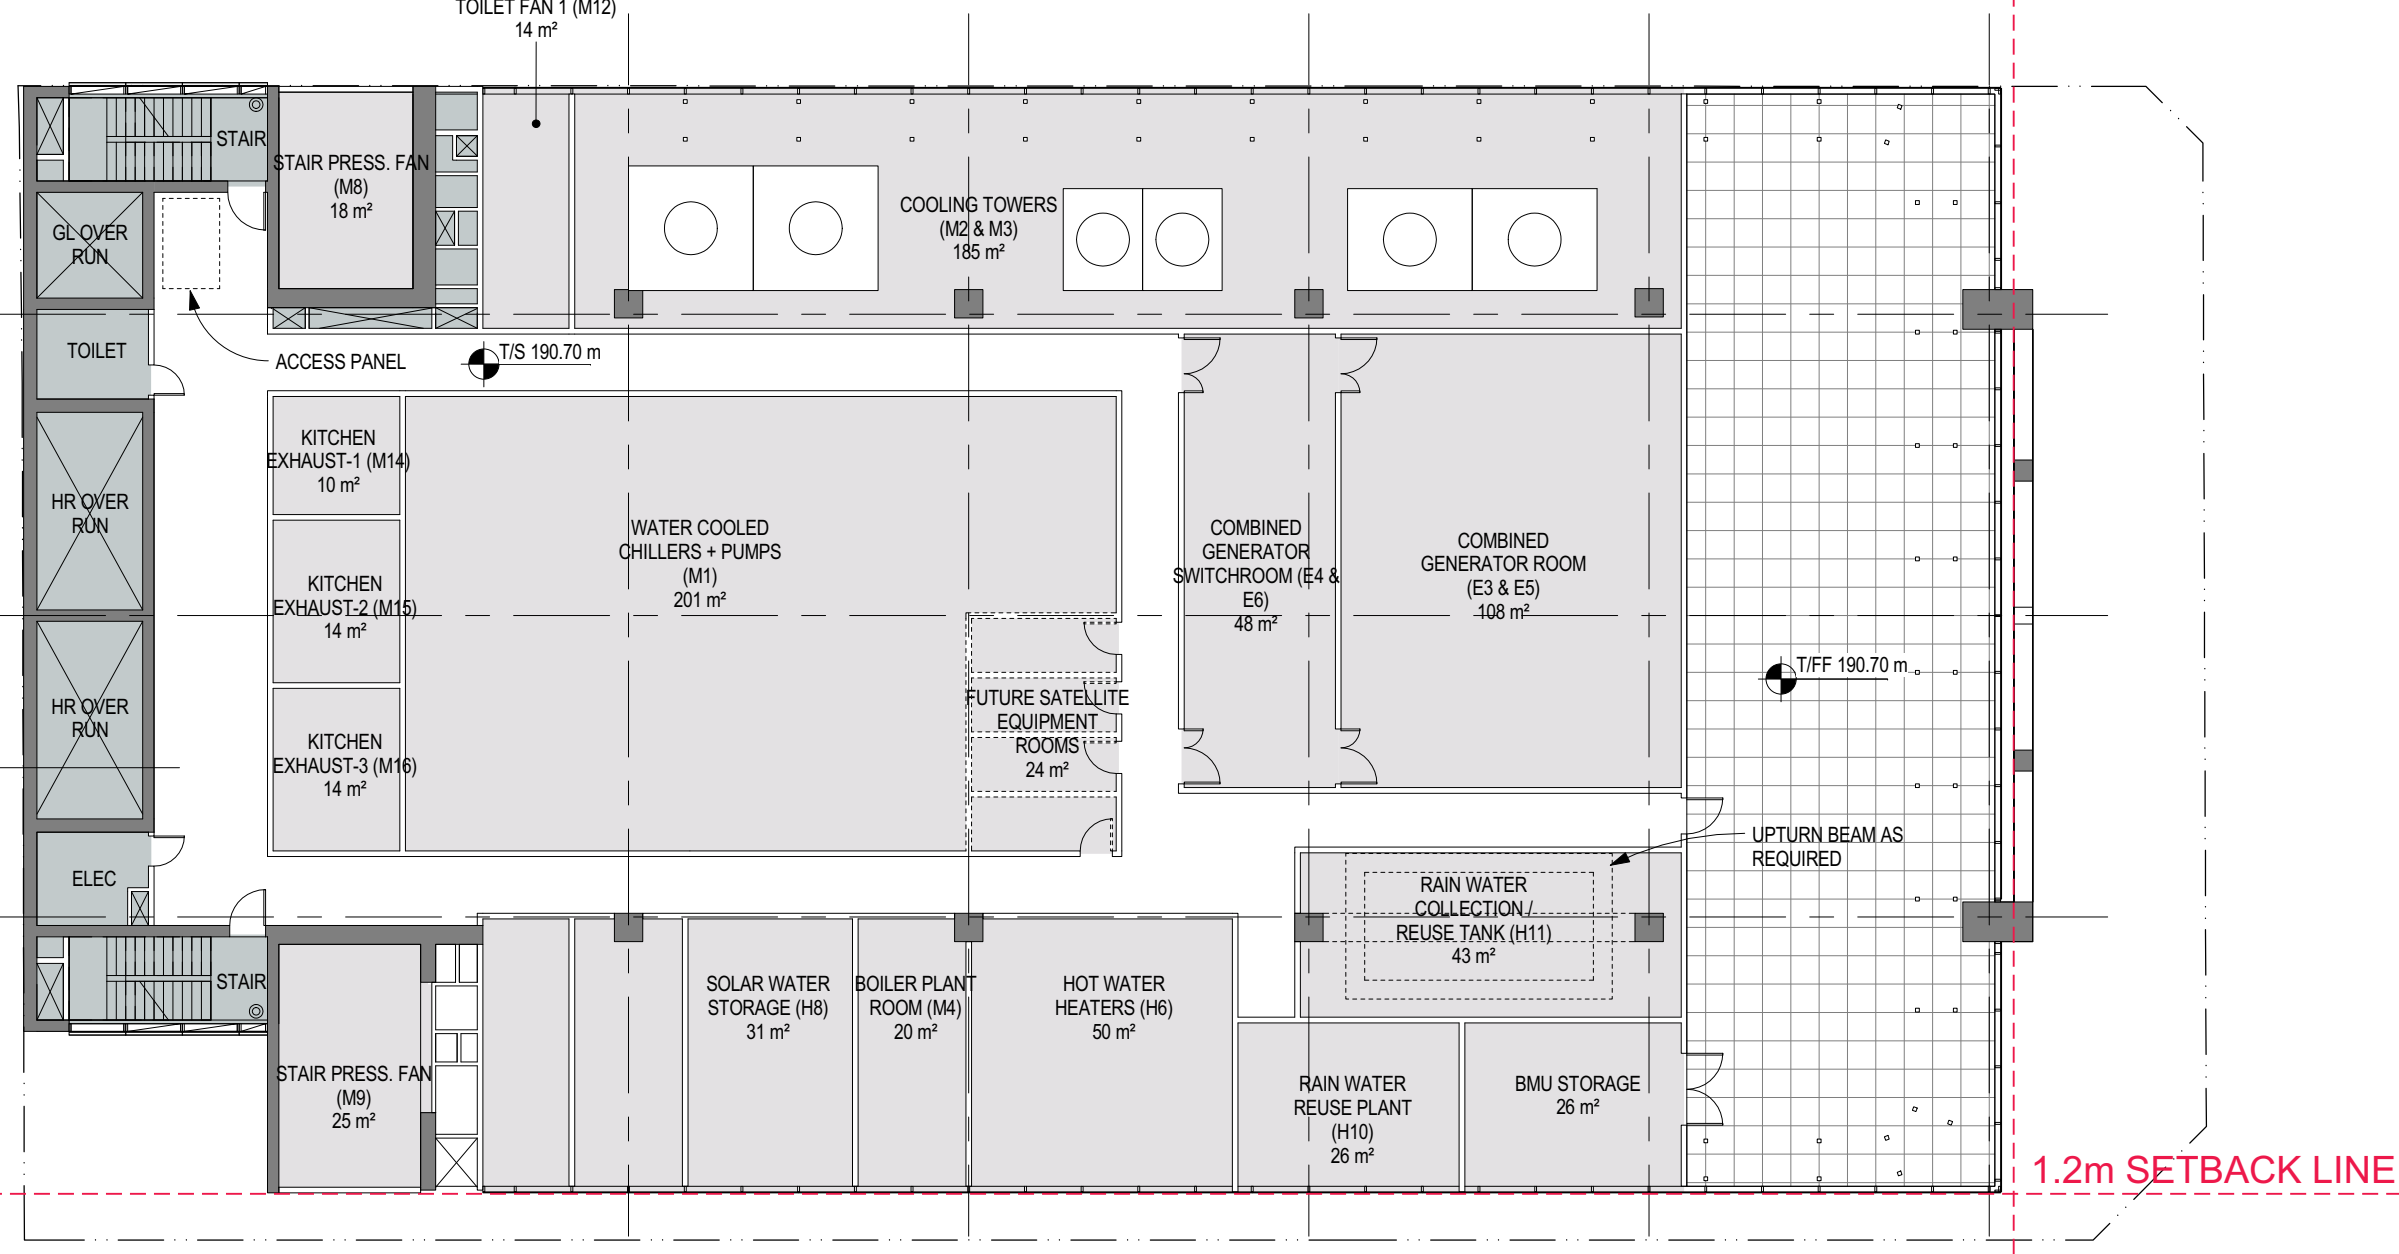 TOILET FAN 1 (M12)
14 m²
STAIR
STAIR PRESS. FAN
(M8)
18 m²
COOLING TOWERS
(M2 & M3)
185 m²
GL OVER
RUN
TOILET
ACCESS PANEL
T/S 190.70 m
KITCHEN
EXHAUST-1 (M14)
10 m²
HR OVER
RUN
WATER COOLED
CHILLERS + PUMPS
(M1)
201 m²
COMBINED
GENERATOR
SWITCHROOM (E4 &
E6)
48 m²
COMBINED
GENERATOR ROOM
(E3 & E5)
108 m²
KITCHEN
EXHAUST-2 (M15)
14 m²
T/FF 190.70 m
HR OVER
RUN
FUTURE SATELLITE
EQUIPMENT
ROOMS
24 m²
KITCHEN
EXHAUST-3 (M16)
14 m²
UPTURN BEAM AS
REQUIRED
ELEC
RAIN WATER
COLLECTION /
REUSE TANK (H11)
43 m²
STAIR
SOLAR WATER
STORAGE (H8)
31 m²
BOILER PLANT
ROOM (M4)
20 m²
HOT WATER
HEATERS (H6)
50 m²
STAIR PRESS. FAN
(M9)
25 m²
RAIN WATER
REUSE PLANT
(H10)
26 m²
BMU STORAGE
26 m²
1.2m SETBACK LINE